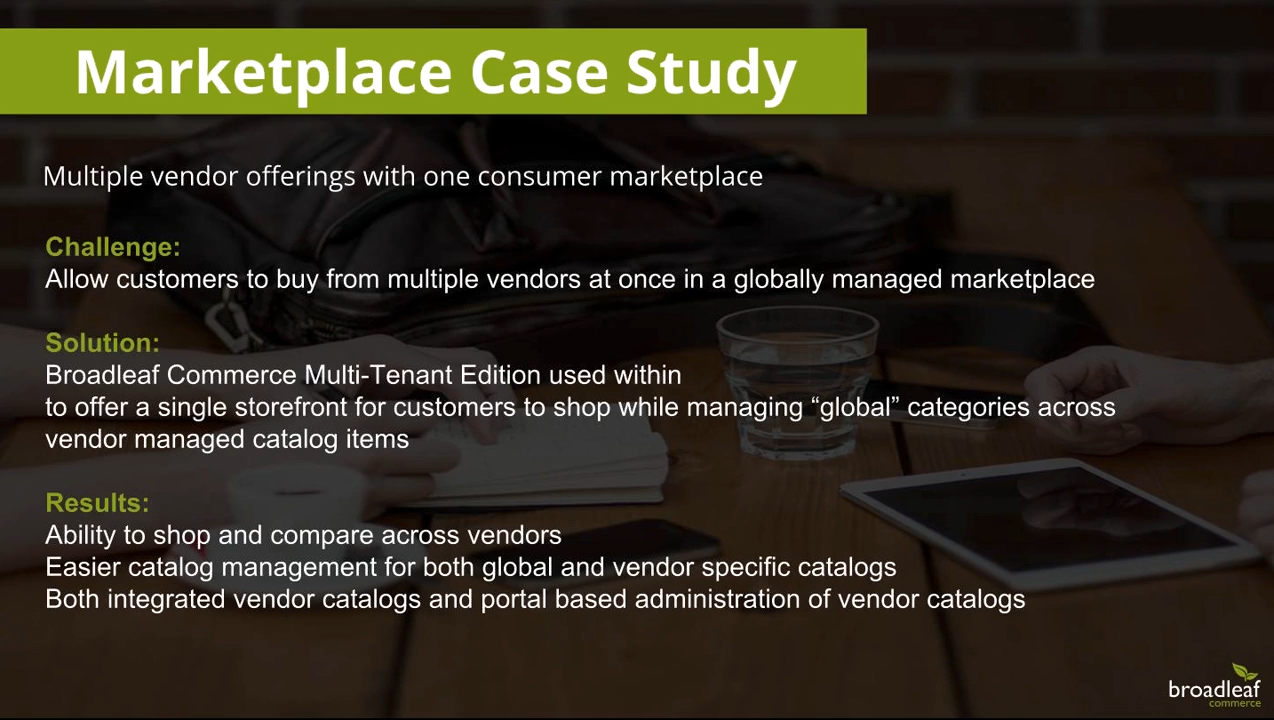 Marketplace Case Study
Multiple vendor offerings with one consumer marketplace
Challenge:
Allow customers to buy from multiple vendors at once in a globally managed marketplace
Solution:
Broadleaf Commerce Multi-Tenant Edition used within
to offer a single storefront for customers to shop while managing “global” categories across
vendor managed catalog items
Results:
Ability to shop and compare across vendors
Easier catalog management for both global and vendor specific catalogs
Both integrated vendor catalogs and portal based administration of vendor catalogs
broadleaf
commerce